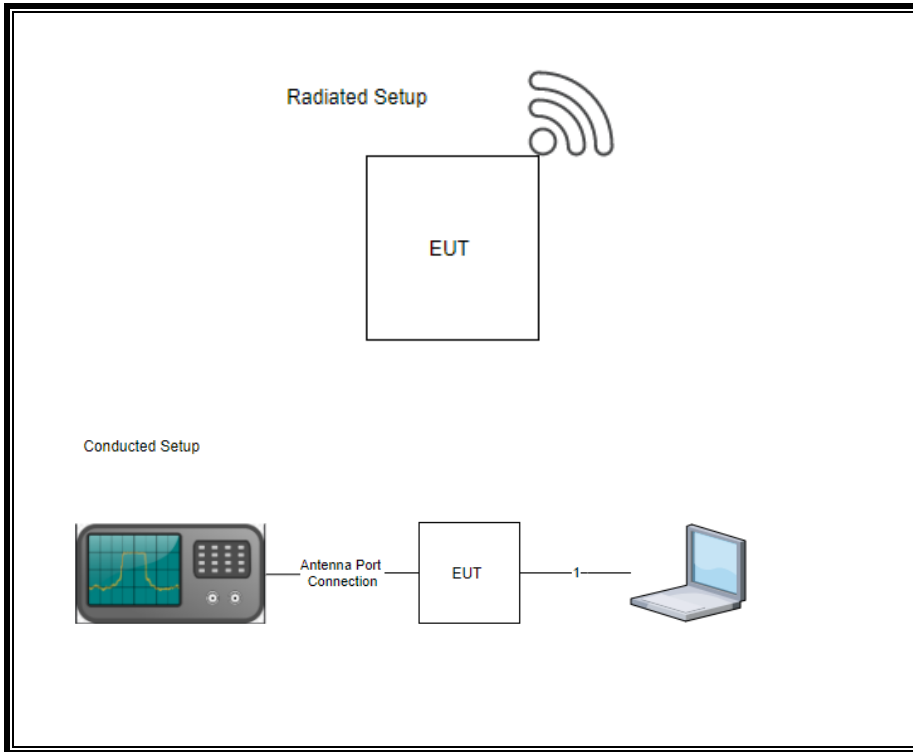 Radiated Setup
EUT
Conducted Setup
Antenna Port
Connection
EUT
1